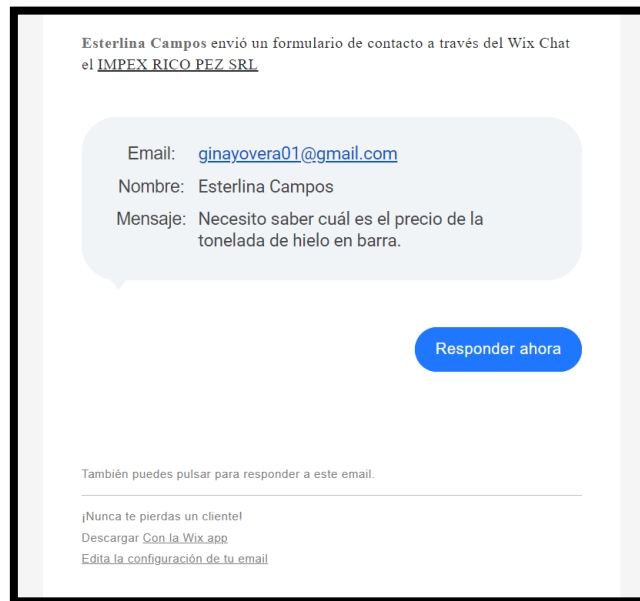 Esterlina Campos envió un formulario de contacto a través del Wix Chat
el IMPEX RICO PEZ SRL
Email: ginayovera01@gmail.com
Nombre: Esterlina Campos
Mensaje: Necesito saber cuál es el precio de la
tonelada de hielo en barra.
Responder ahora
También puedes pulsar para responder a este email.
¡Nunca te pierdas un cliente!
Descargar Con la Wix app
Edita la configuración de tu email